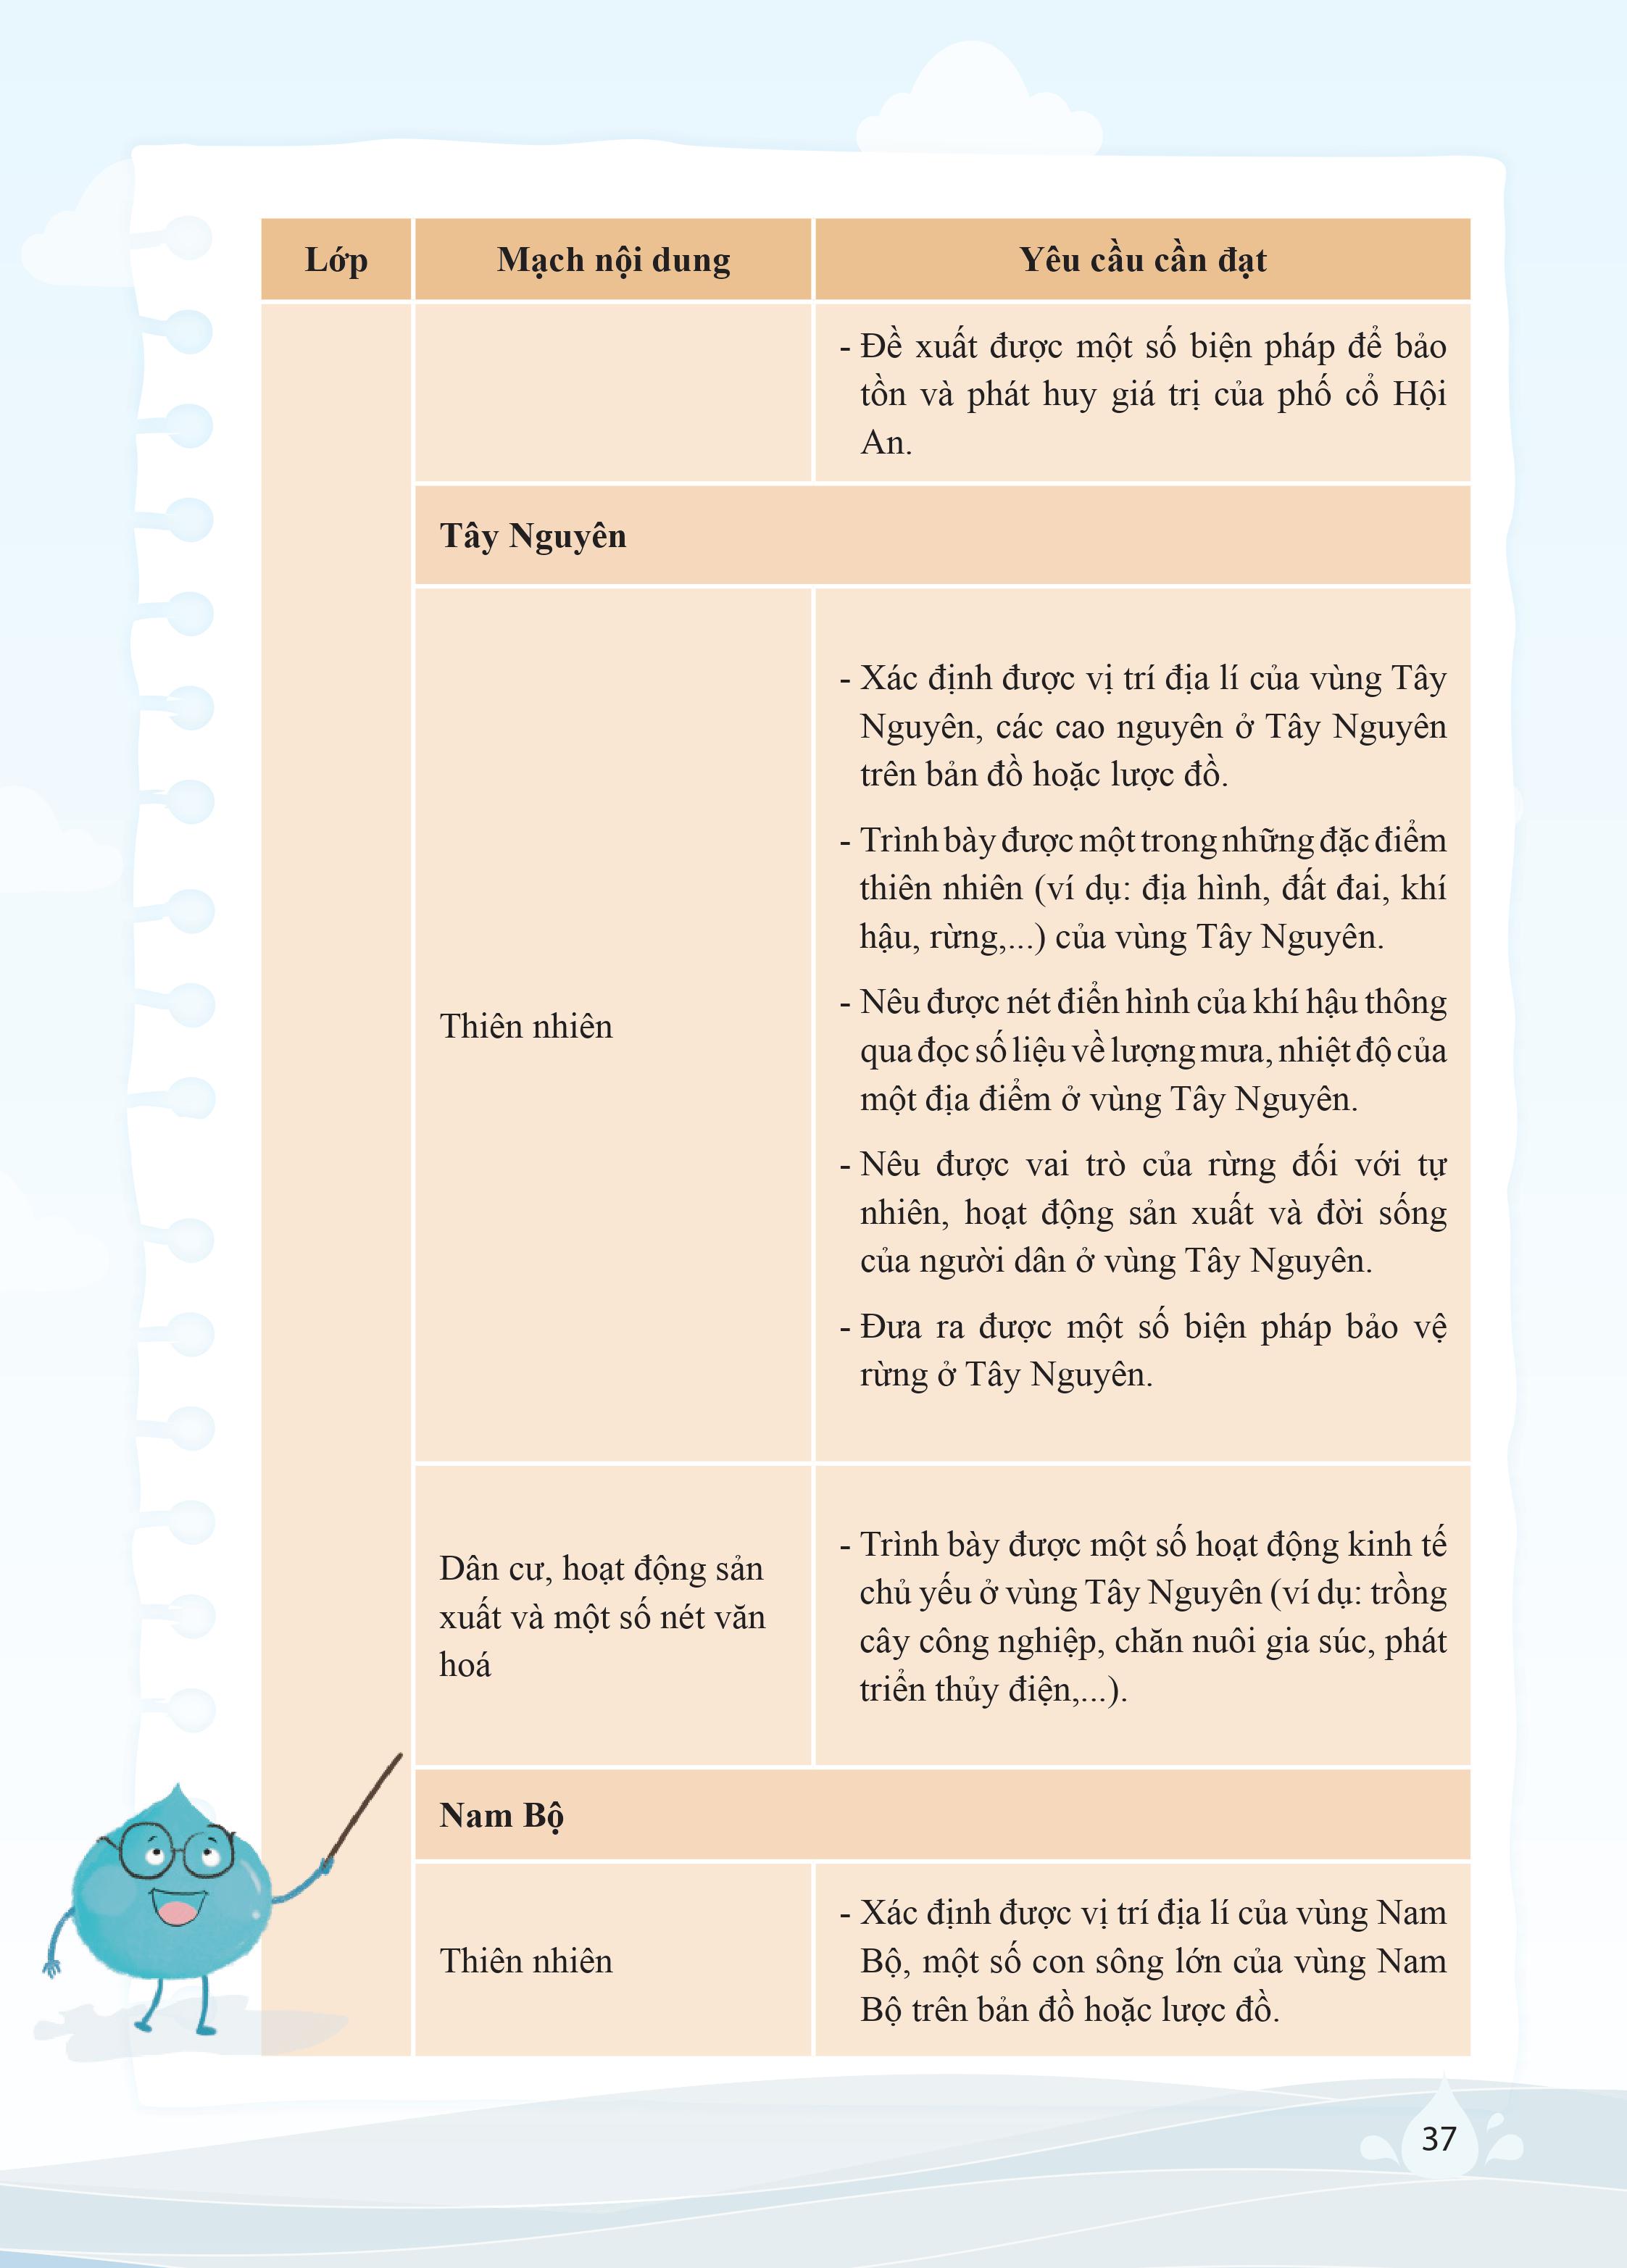 Lớp
Mạch nội dung
Yêu cầu cần đạt
- Đề xuất được một số biện pháp để bảo
tồn và phát huy giá trị của phố cổ Hội
An.
Tây Nguyên
Thiên nhiên
- Xác định được vị trí địa lí của vùng Tây
Nguyên, các cao nguyên ở Tây Nguyên
trên bản đồ hoặc lược đồ.
- Trình bày được một trong những đặc điểm
thiên nhiên (ví dụ: địa hình, đất đai, khí
hậu, rừng,...) của vùng Tây Nguyên.
- Nêu được nét điển hình của khí hậu thông
qua đọc số liệu về lượng mưa, nhiệt độ của
một địa điểm ở vùng Tây Nguyên.
- Nêu được vai trò của rừng đối với tự
nhiên, hoạt động sản xuất và đời sống
của người dân ở vùng Tây Nguyên.
- Đưa ra được một số biện pháp bảo vệ
rừng ở Tây Nguyên.
Dân cư, hoạt động sản
xuất và một số nét văn
hoá
- Trình bày được một số hoạt động kinh tế
chủ yếu ở vùng Tây Nguyên (ví dụ: trồng
cây công nghiệp, chăn nuôi gia súc, phát
triển thủy điện,...).
Nam Bộ
Thiên nhiên
- Xác định được vị trí địa lí của vùng Nam
Bộ, một số con sông lớn của vùng Nam
Bộ trên bản đồ hoặc lược đồ.
37